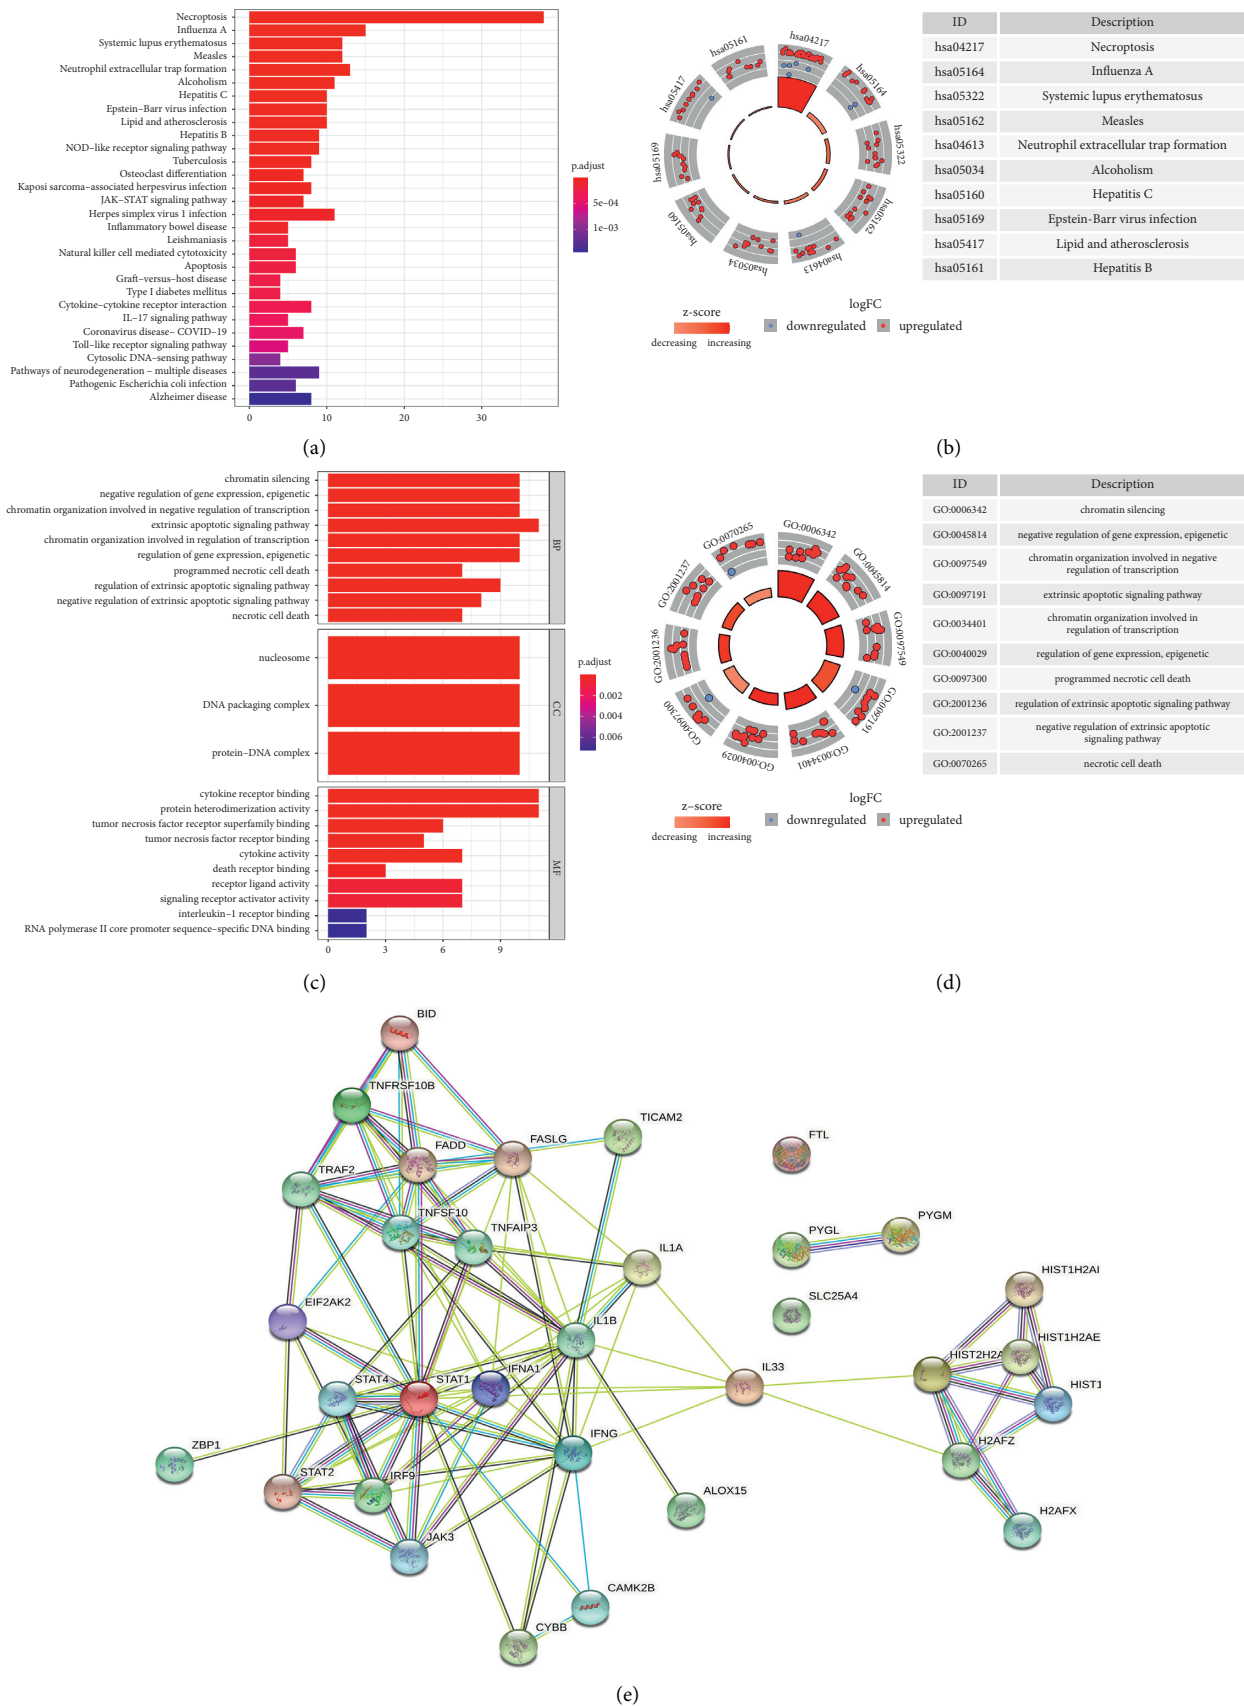 Necroptosis
Influenza A
Systemic lupus erythematosus
Measles
Neutrophil extracellular trap formation
Alcoholism
Hepatitis C
Epstein−Barr virus infection
Lipid and atherosclerosis
Hepatitis B
NOD−like receptor signaling pathway
Tuberculosis
Osteoclast differentiation
Kaposi sarcoma−associated herpesvirus infection
JAK−STAT signaling pathway
Herpes simplex virus 1 infection
Inflammatory bowel disease
Leishmaniasis
Natural killer cell mediated cytotoxicity
Apoptosis
Graft−versus−host disease
Type I diabetes mellitus
Cytokine−cytokine receptor interaction
IL−17 signaling pathway
Coronavirus disease− COVID−19
Toll−like receptor signaling pathway
Cytosolic DNA−sensing pathway
Pathways of neurodegeneration − multiple diseases
Pathogenic Escherichia coli infection
Alzheimer disease
0 10 20 30
p.adjust
5e−04
1e−03
(a)
hsa04217
hsa05164
hsa05322
hsa05162
hsa04613
hsa05034
hsa05160
hsa05169
hsa05417
hsa05161
z-score
decreasing increasing
logFC
downregulated upregulated
ID Description
hsa04217 Necroptosis
hsa05164 Influenza A
hsa05322 Systemic lupus erythematosus
hsa05162 Measles
hsa04613 Neutrophil extracellular trap formation
hsa05034 Alcoholism
hsa05160 Hepatitis C
hsa05169 Epstein-Barr virus infection
hsa05417 Lipid and atherosclerosis
hsa05161 Hepatitis B
(b)
chromatin silencing
negative regulation of gene expression, epigenetic
chromatin organization involved in negative regulation of transcription
extrinsic apoptotic signaling pathway
chromatin organization involved in regulation of transcription
regulation of gene expression, epigenetic
programmed necrotic cell death
regulation of extrinsic apoptotic signaling pathway
negative regulation of extrinsic apoptotic signaling pathway
necrotic cell death
BP
nucleosome
DNA packaging complex
protein−DNA complex
CC
cytokine receptor binding
protein heterodimerization activity
tumor necrosis factor receptor superfamily binding
tumor necrosis factor receptor binding
cytokine activity
death receptor binding
receptor ligand activity
signaling receptor activator activity
interleukin−1 receptor binding
RNA polymerase II core promoter sequence−specific DNA binding
MF
0 3 6 9
p.adjust
0.002
0.004
0.006
(c)
GO:0006342
GO:0045814
GO:0097549
GO:0097191
GO:0034401
GO:0040029
GO:0097300
GO:2001236
GO:2001237
GO:0070265
z−score
decreasing increasing
logFC
downregulated upregulated
ID Description
GO:0006342 chromatin silencing
GO:0045814 negative regulation of gene expression, epigenetic
GO:0097549 chromatin organization involved in negative
regulation of transcription
GO:0097191 extrinsic apoptotic signaling pathway
GO:0034401 chromatin organization involved in
regulation of transcription
GO:0040029 regulation of gene expression, epigenetic
GO:0097300 programmed necrotic cell death
GO:2001236 regulation of extrinsic apoptotic signaling pathway
GO:2001237 negative regulation of extrinsic apoptotic
signaling pathway
GO:0070265 necrotic cell death
(d)
BID
TNFRSF10B
TICAM2
FADD
FASLG
FTL
TRAF2
TNFSF10
TNFAIP3
PYGL
PYGM
IL1A
HIST1H2AI
SLC25A4
EIF2AK2
IL1B
HIST1H2AE
HIST2H2A
IL33
IFNA1
STAT4
STAT1
HIST1
ZBP1
IFNG
H2AFZ
STAT2
IRF9
ALOX15
H2AFX
JAK3
CAMK2B
CYBB
(e)